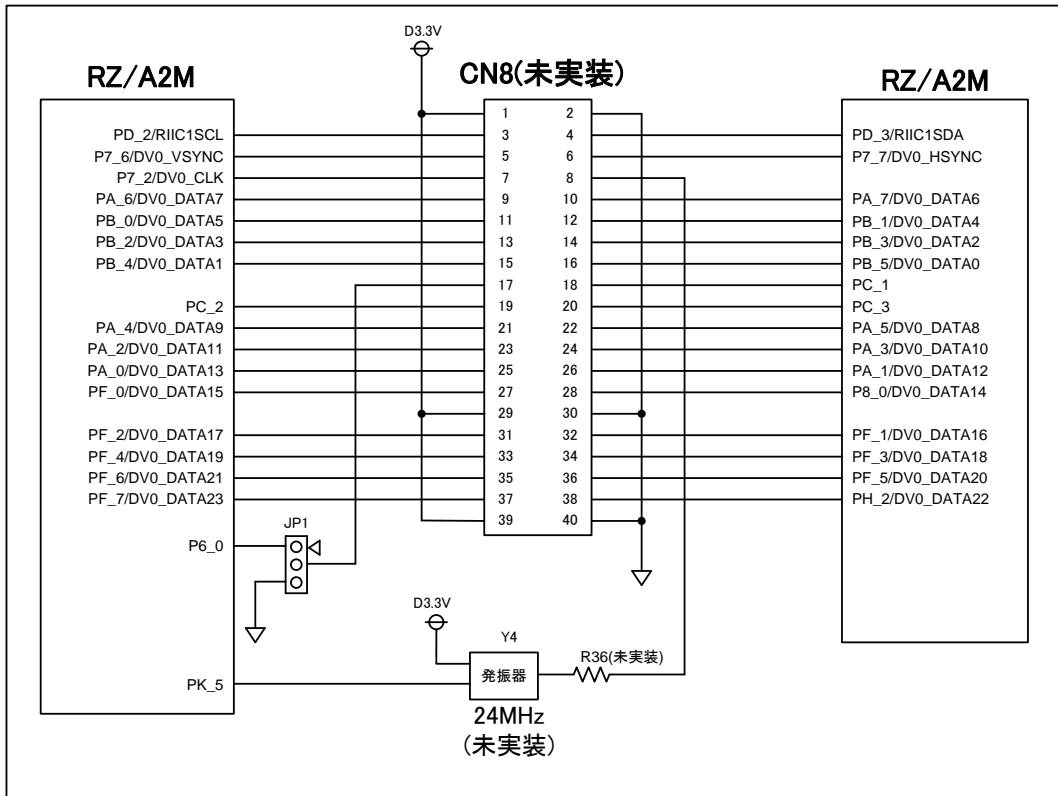 D3.3V
RZ/A2M
CN8(未実装)
RZ/A2M
1 2
PD_2/RIIC1SCL 3 4 PD_3/RIIC1SDA
P7_6/DV0_VSYNC 5 6 P7_7/DV0_HSYNC
P7_2/DV0_CLK 7 8
PA_6/DV0_DATA7 9 10 PA_7/DV0_DATA6
PB_0/DV0_DATA5 11 12 PB_1/DV0_DATA4
PB_2/DV0_DATA3 13 14 PB_3/DV0_DATA2
PB_4/DV0_DATA1 15 16 PB_5/DV0_DATA0
17 18 PC_1
PC_2 19 20 PC_3
PA_4/DV0_DATA9 21 22 PA_5/DV0_DATA8
PA_2/DV0_DATA11 23 24 PA_3/DV0_DATA10
PA_0/DV0_DATA13 25 26 PA_1/DV0_DATA12
PF_0/DV0_DATA15 27 28 P8_0/DV0_DATA14
29 30
PF_2/DV0_DATA17 31 32 PF_1/DV0_DATA16
PF_4/DV0_DATA19 33 34 PF_3/DV0_DATA18
PF_6/DV0_DATA21 35 36 PF_5/DV0_DATA20
PF_7/DV0_DATA23 37 38 PH_2/DV0_DATA22
39 40
JP1
P6_0
D3.3V
Y4
R36(未実装)
発振器
PK_5
24MHz
(未実装)